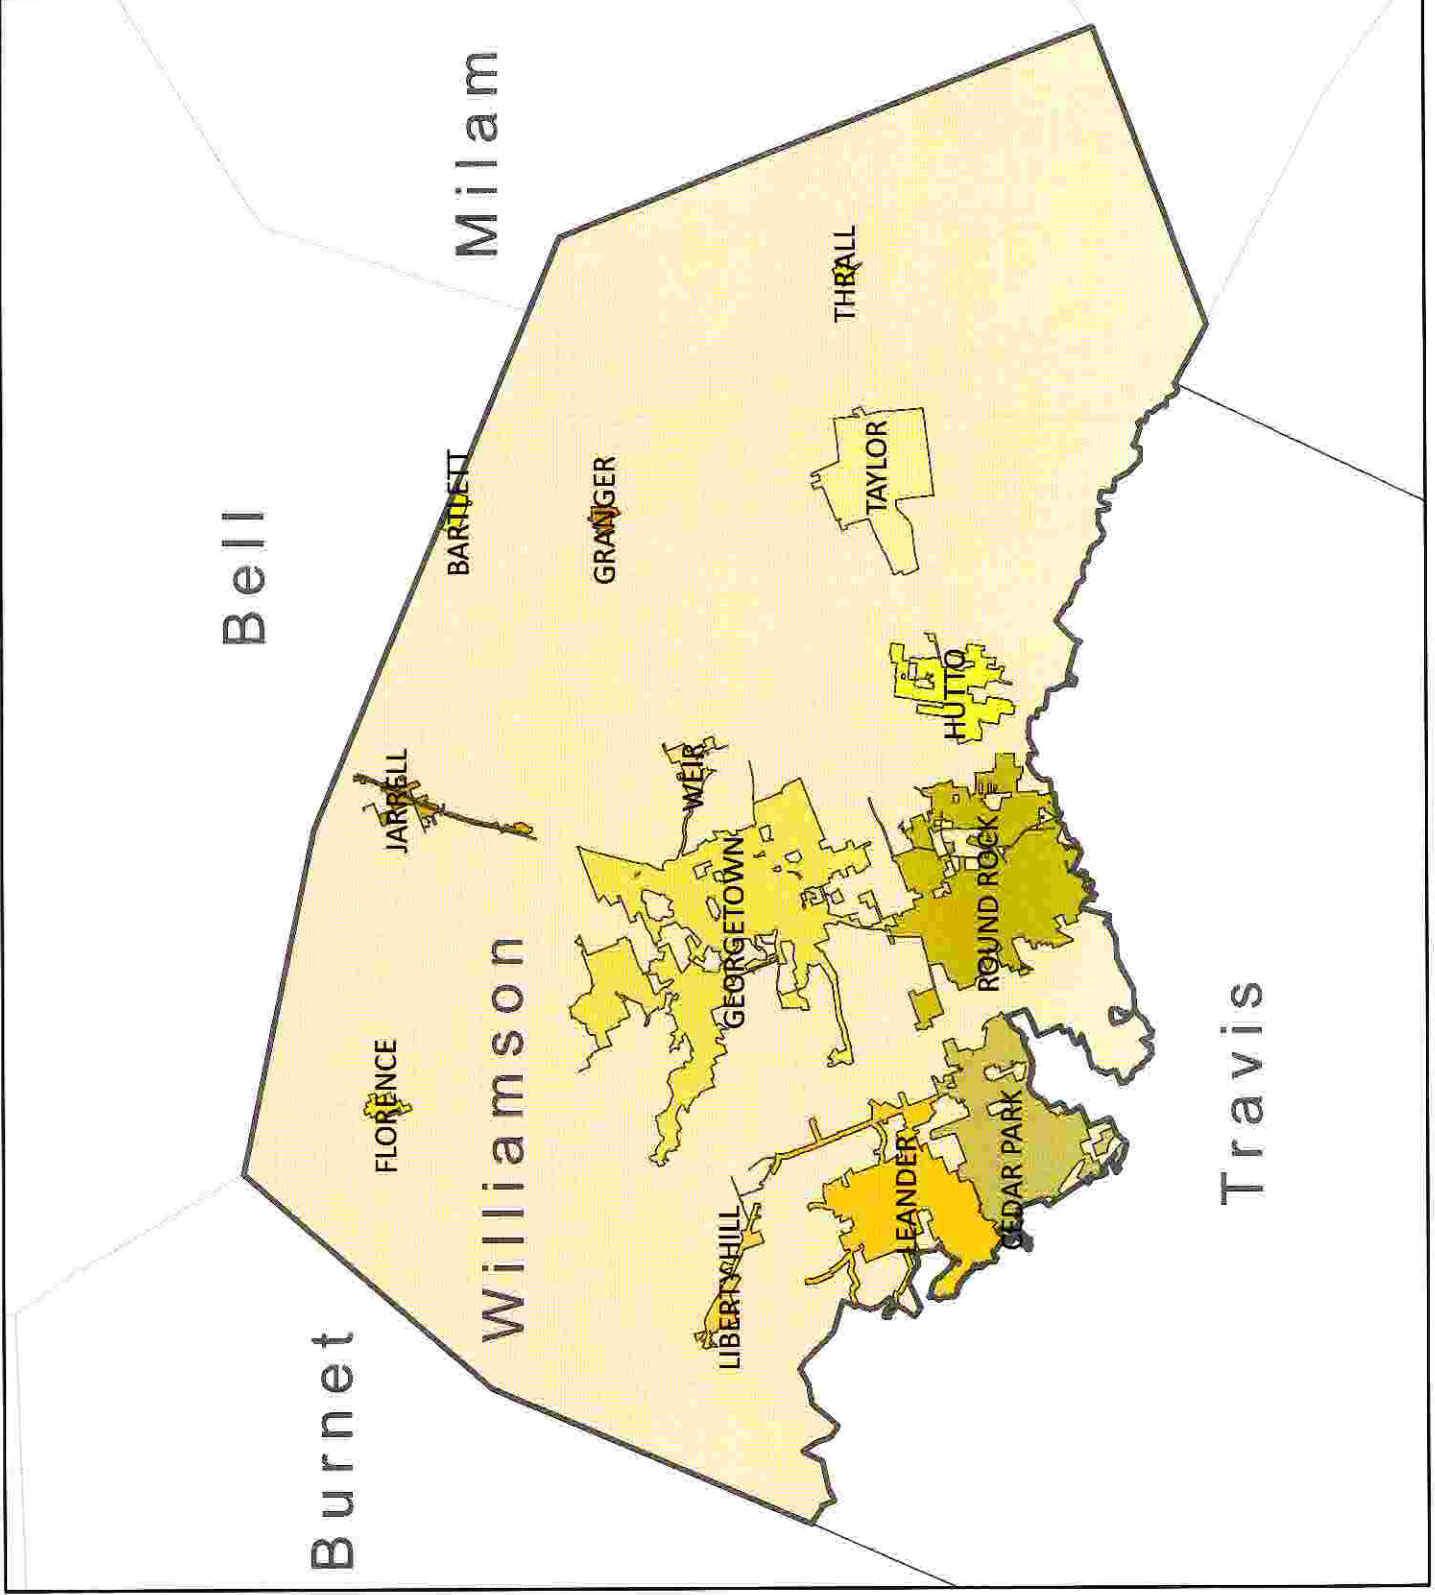 Bell
Burnet
FLORENCE
JARRELL
BARTLETT
Milam
Williamson
GRANGER
WEIR
LIBERTY HILL
GEORGETOWN
THRALL
TAYLOR
LEANDER
HUTTO
ROUND ROCK
CEDAR PARK
Travis